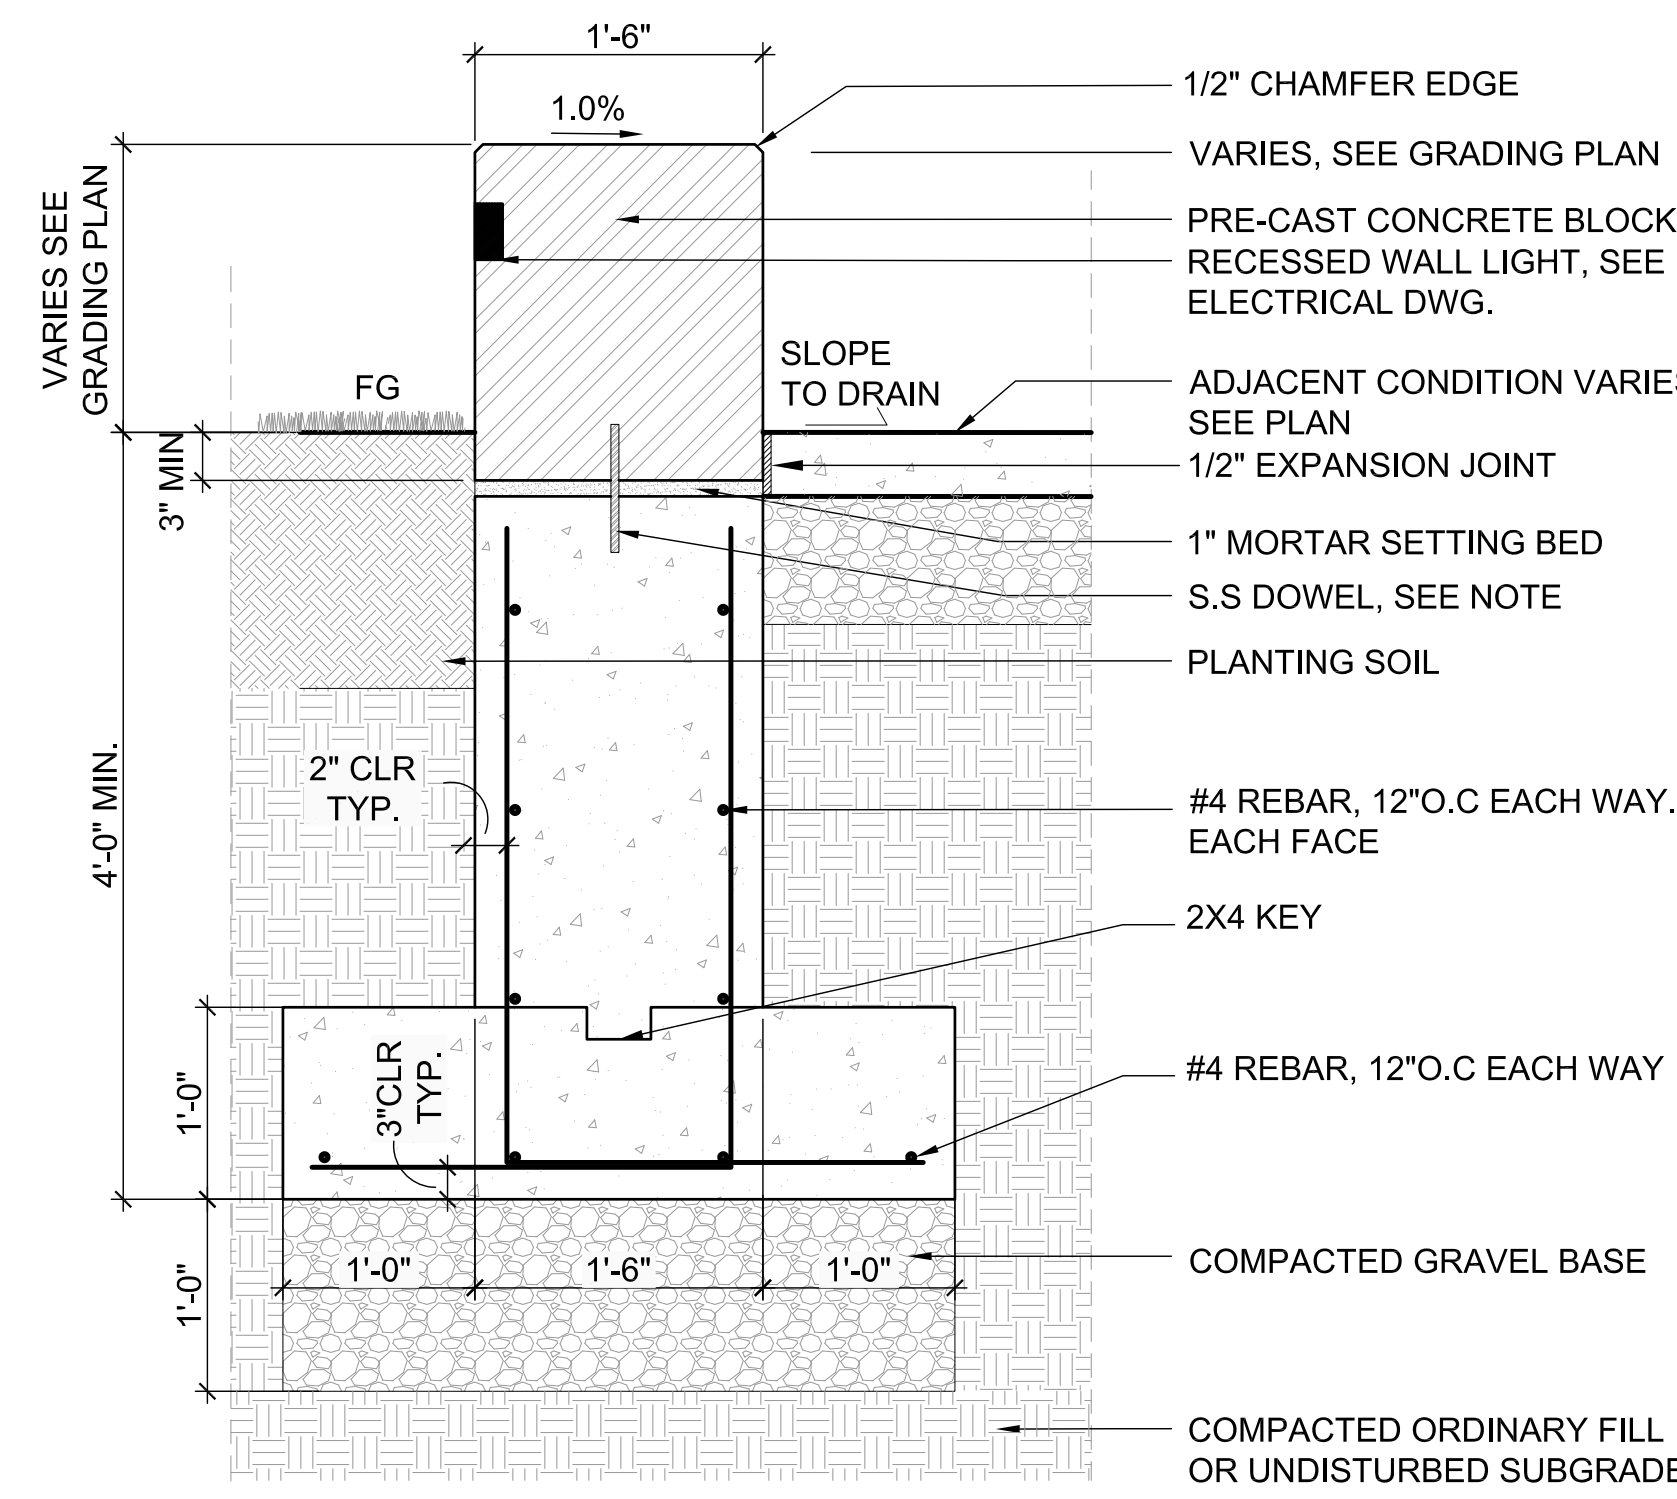 1'-6"
1.0%
1/2" CHAMFER EDGE
VARIES, SEE GRADING PLAN
VARIES SEE
GRADING PLAN
PRE-CAST CONCRETE BLOCK
RECESSED WALL LIGHT, SEE
ELECTRICAL DWG.
FG
SLOPE
TO DRAIN
ADJACENT CONDITION VARIES
SEE PLAN
3" MIN
1/2" EXPANSION JOINT
1" MORTAR SETTING BED
S.S DOWEL, SEE NOTE
PLANTING SOIL
4'-0" MIN.
2" CLR
TYP.
#4 REBAR, 12"O.C EACH WAY.
EACH FACE
2X4 KEY
1'-0"
3"CLR
TYP.
#4 REBAR, 12"O.C EACH WAY
1'-0"
1'-0"
1'-6"
1'-0"
COMPACTED GRAVEL BASE
COMPACTED ORDINARY FILL
OR UNDISTURBED SUBGRADE